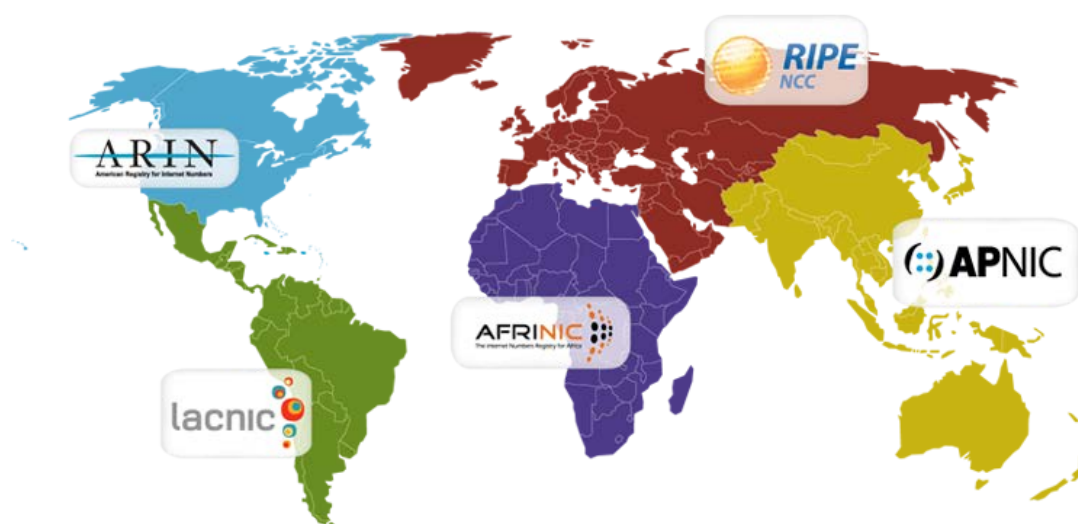 RIPE
NCC
ARIN
American Registry for Internet Numbers
APNIC
AFRINIC
The Internet Numbers Registry for Africa
lacnic